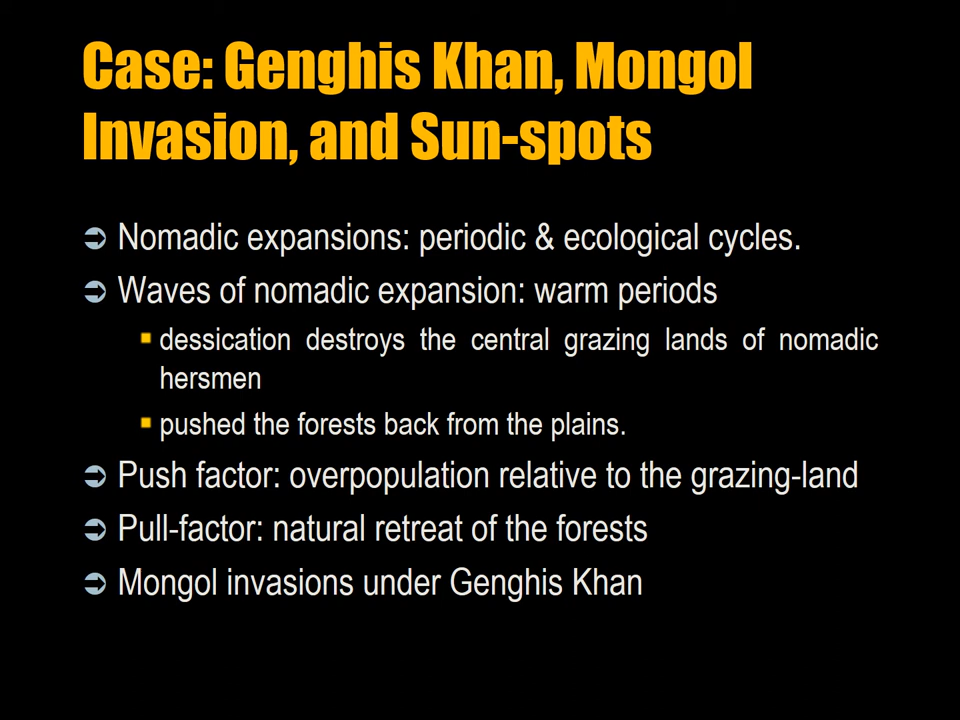 Case: Genghis Khan, Mongol
Invasion, and Sun-spots
Nomadic expansions: periodic & ecological cycles.
Waves of nomadic expansion: warm periods
dessication destroys the central grazing lands of nomadic
hersmen
pushed the forests back from the plains.
Push factor: overpopulation relative to the grazing-land
Pull-factor: natural retreat of the forests
Mongol invasions under Genghis Khan